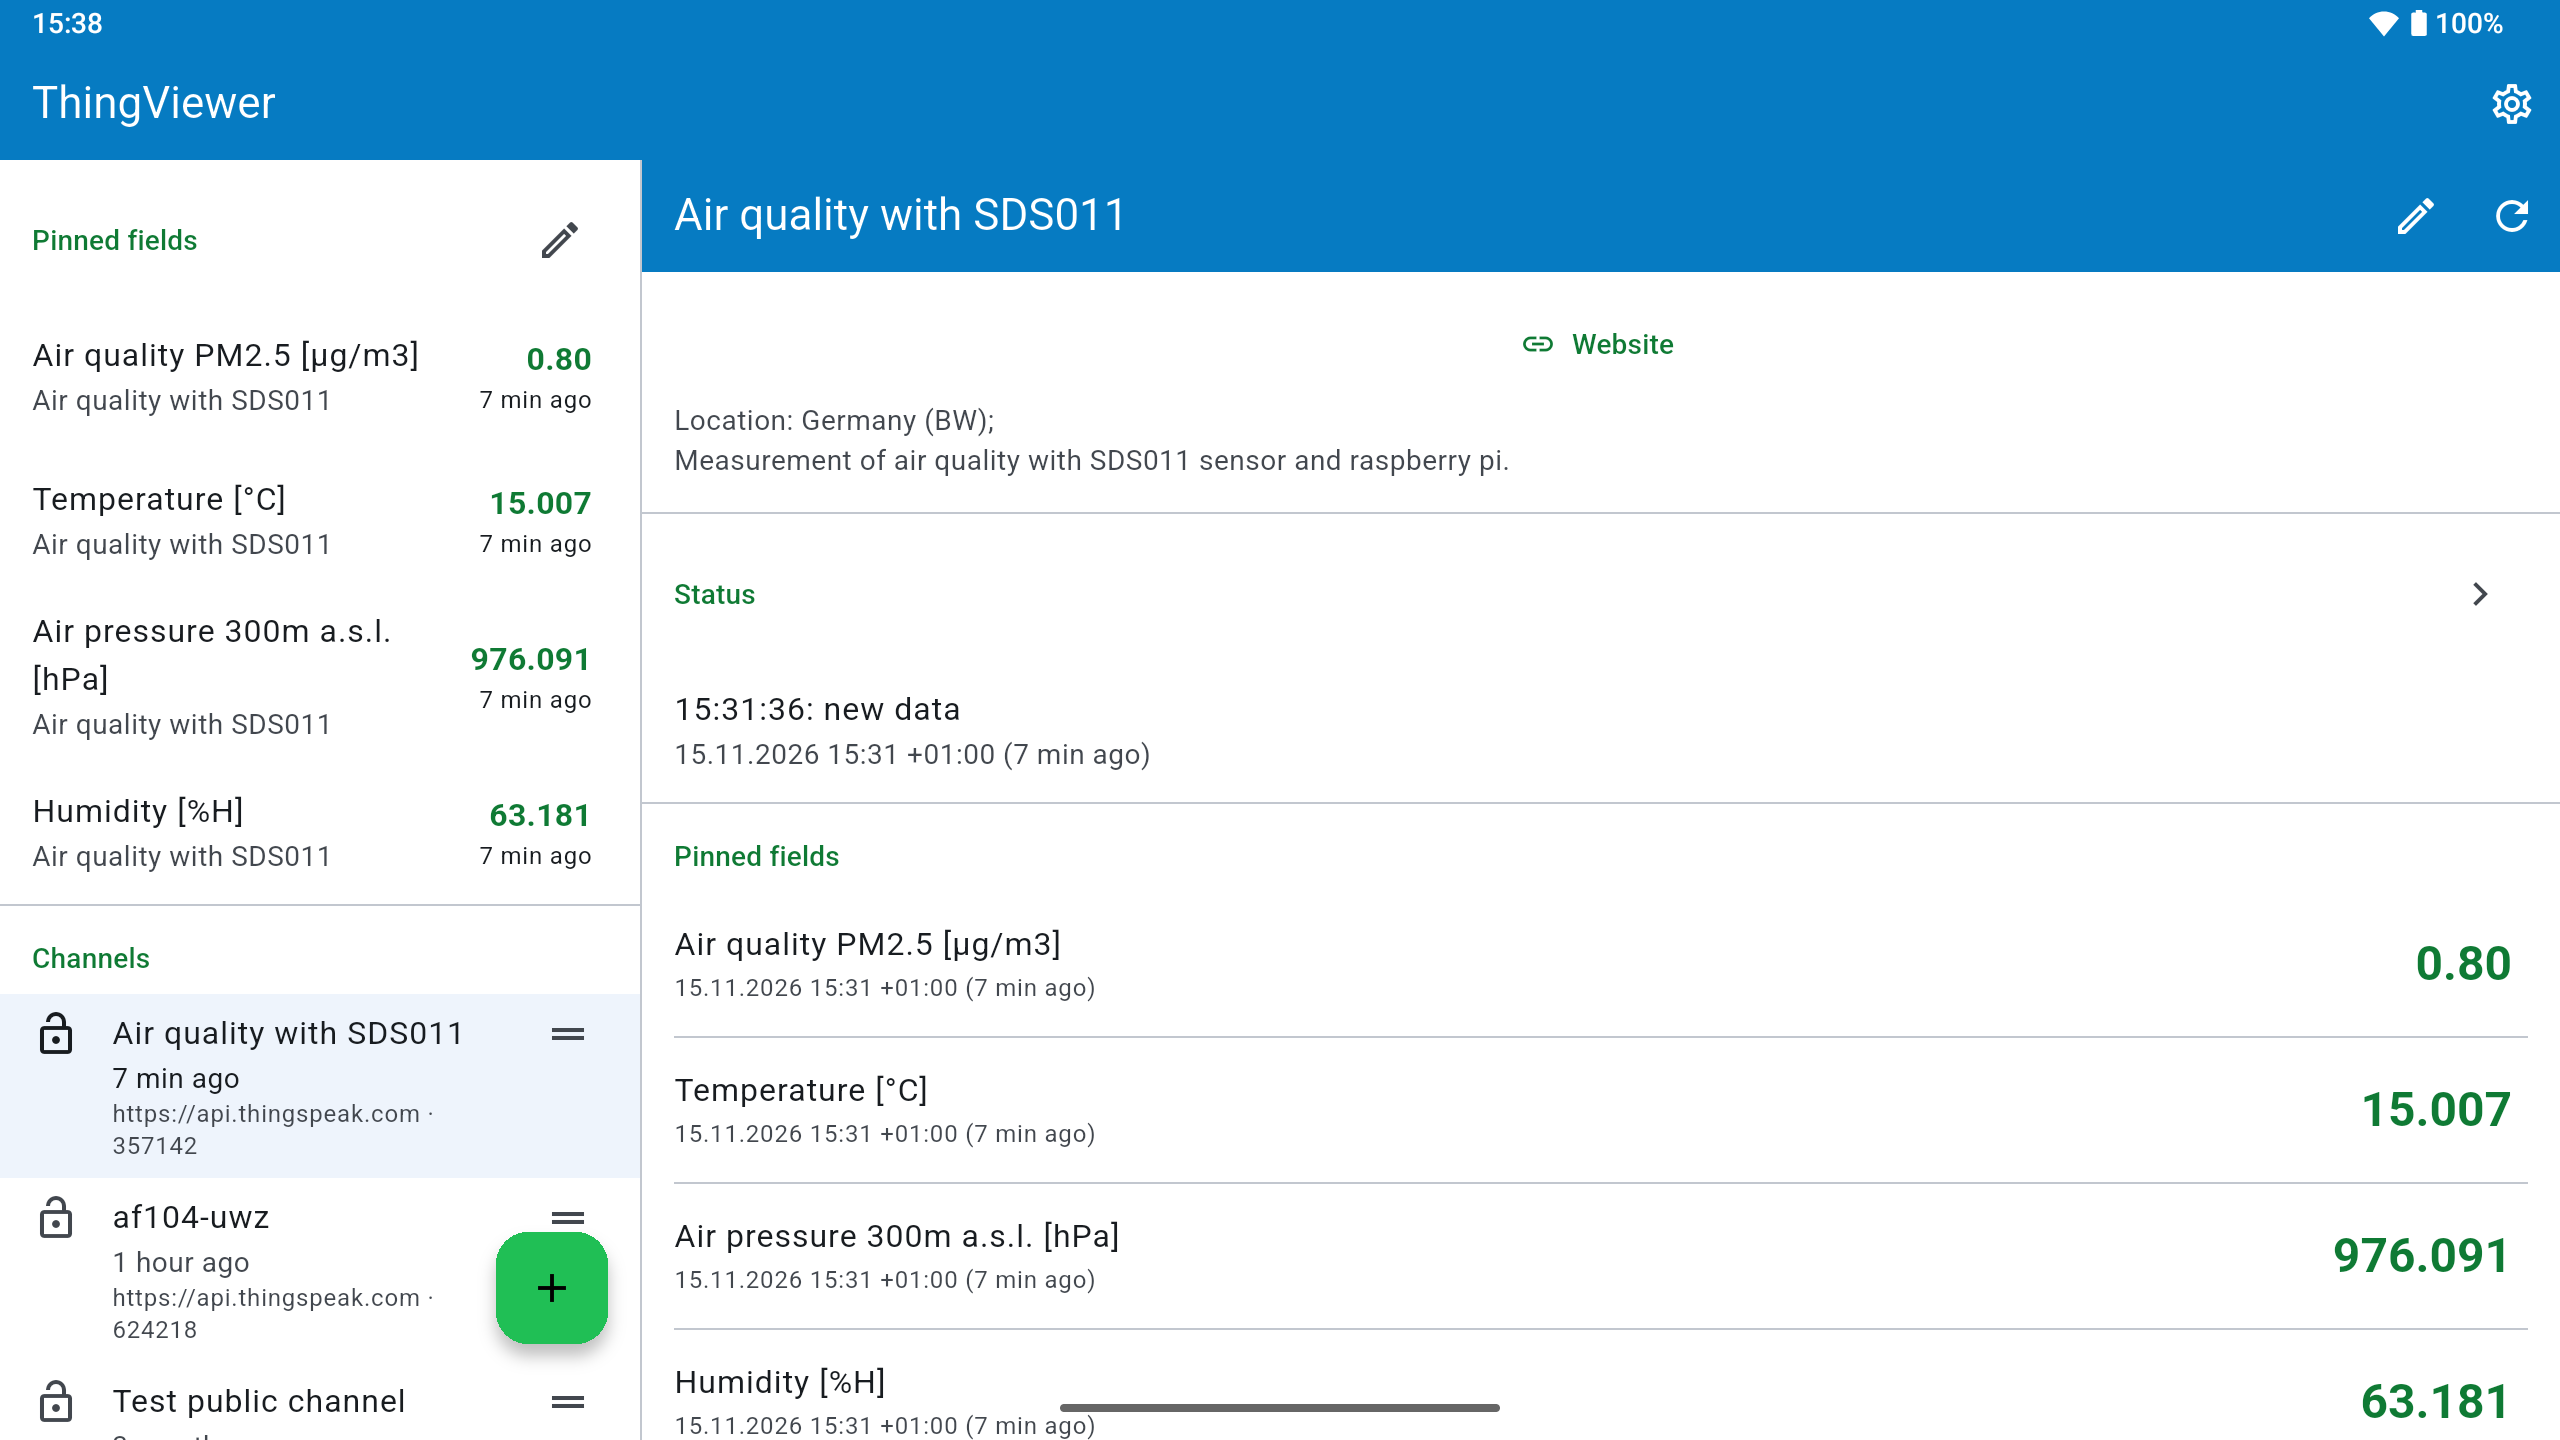 15:38
100%
ThingViewer
Pinned fields
Air quality PM2.5 [µg/m3]
0.80
Air quality with SDS011
7 min ago
Temperature [°C]
15.007
Air quality with SDS011
7 min ago
Air pressure 300m a.s.l.
[hPa]
976.091
7 min ago
Air quality with SDS011
Humidity [%H]
63.181
Air quality with SDS011
7 min ago
Channels
Air quality with SDS011
7 min ago
https://api.thingspeak.com ·
357142
af104-uwz
1 hour ago
https://api.thingspeak.com ·
624218
Test public channel
Air quality with SDS011
Website
Location: Germany (BW);
Measurement of air quality with SDS011 sensor and raspberry pi.
Status
15:31:36: new data
15.11.2026 15:31 +01:00 (7 min ago)
Pinned fields
Air quality PM2.5 [µg/m3]
0.80
15.11.2026 15:31 +01:00 (7 min ago)
Temperature [°C]
15.007
15.11.2026 15:31 +01:00 (7 min ago)
Air pressure 300m a.s.l. [hPa]
976.091
15.11.2026 15:31 +01:00 (7 min ago)
Humidity [%H]
63.181
15.11.2026 15:31 +01:00 (7 min ago)